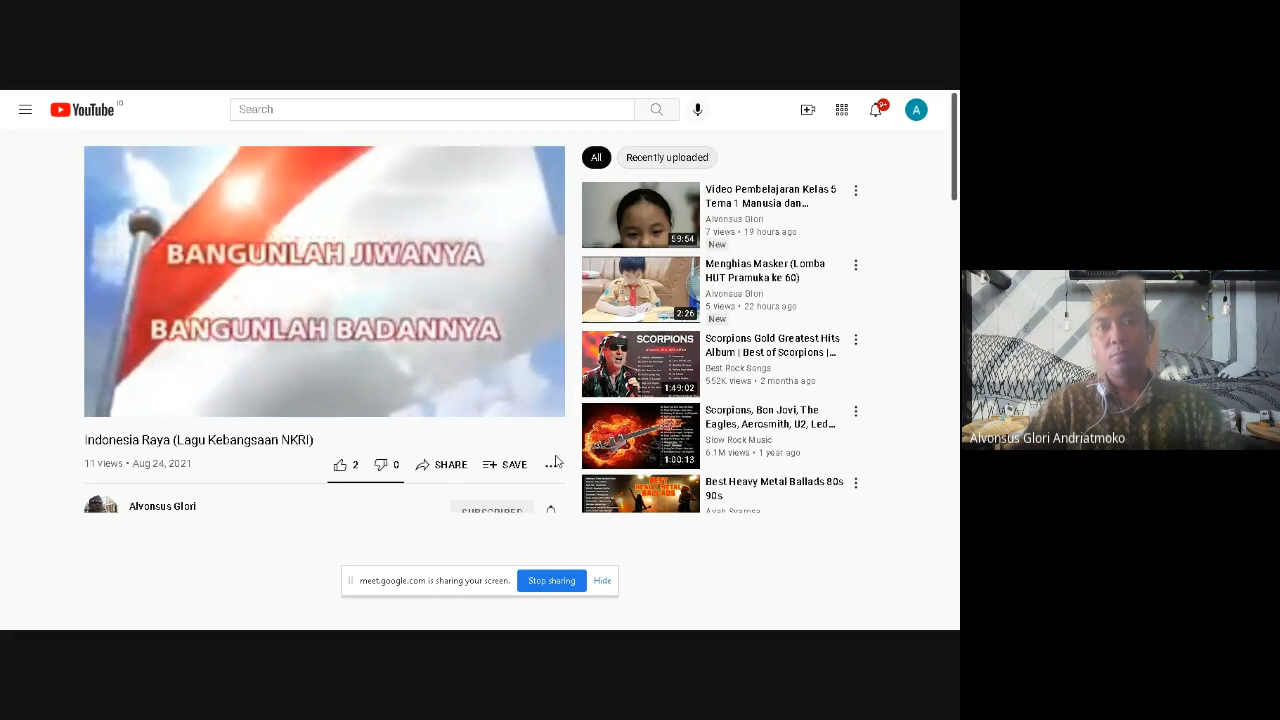 YouTube ID
Search
9+
A
BANGUNLAH JIWANYA
BANGUNLAH BADANNYA
Indonesia Raya (Lagu Kebangsaan NKRI)
11 views • Aug 24, 2021
2
0
SHARE
SAVE
Alvonsus Glori
SUBSCRIBED
All
Recently uploaded
59:54
Video Pembelajaran Kelas 5
Tema 1 Manusia dan...
Alvonsus Glori
7 views • 19 hours ago
New
2:26
Menghias Masker (Lomba
HUT Pramuka ke 60)
Alvonsus Glori
5 views • 22 hours ago
New
SCORPIONS
1:49:02
Scorpions Gold Greatest Hits
Album | Best of Scorpions |...
Best Rock Songs
552K views • 2 months ago
1:00:13
Scorpions, Bon Jovi, The
Eagles, Aerosmith, U2, Led...
Slow Rock Music
6.1M views • 1 year ago
BEST
HEAVY METAL
BALLADS
Best Heavy Metal Ballads 80s
90s
meet.google.com is sharing your screen.
Stop sharing
Hide
Alvonsus Glori Andriatmoko